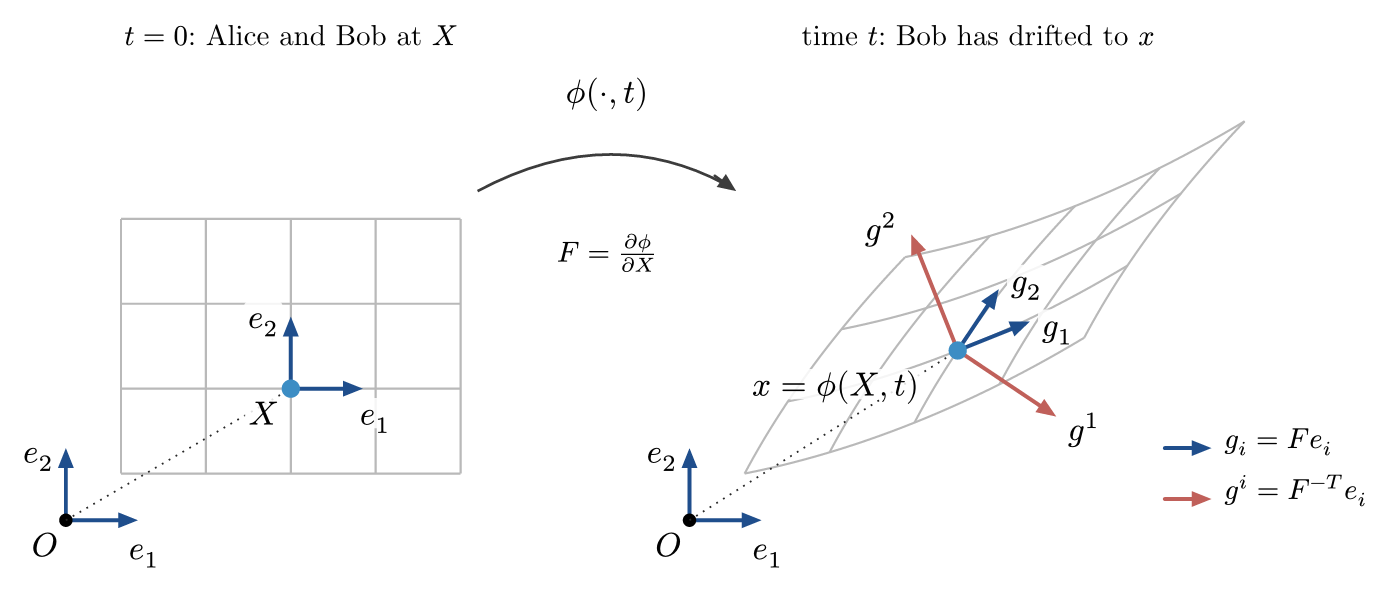 t = 0: Alice and Bob at X
time t: Bob has drifted to x
ϕ(·, t)
F = ∂ϕ/∂X
e₂
X
e₁
e₂
O
e₁
g²
g₂
g₁
x = ϕ(X, t)
g¹
e₂
O
e₁
gᵢ = Feᵢ
gⁱ = F⁻ᵀeᵢ